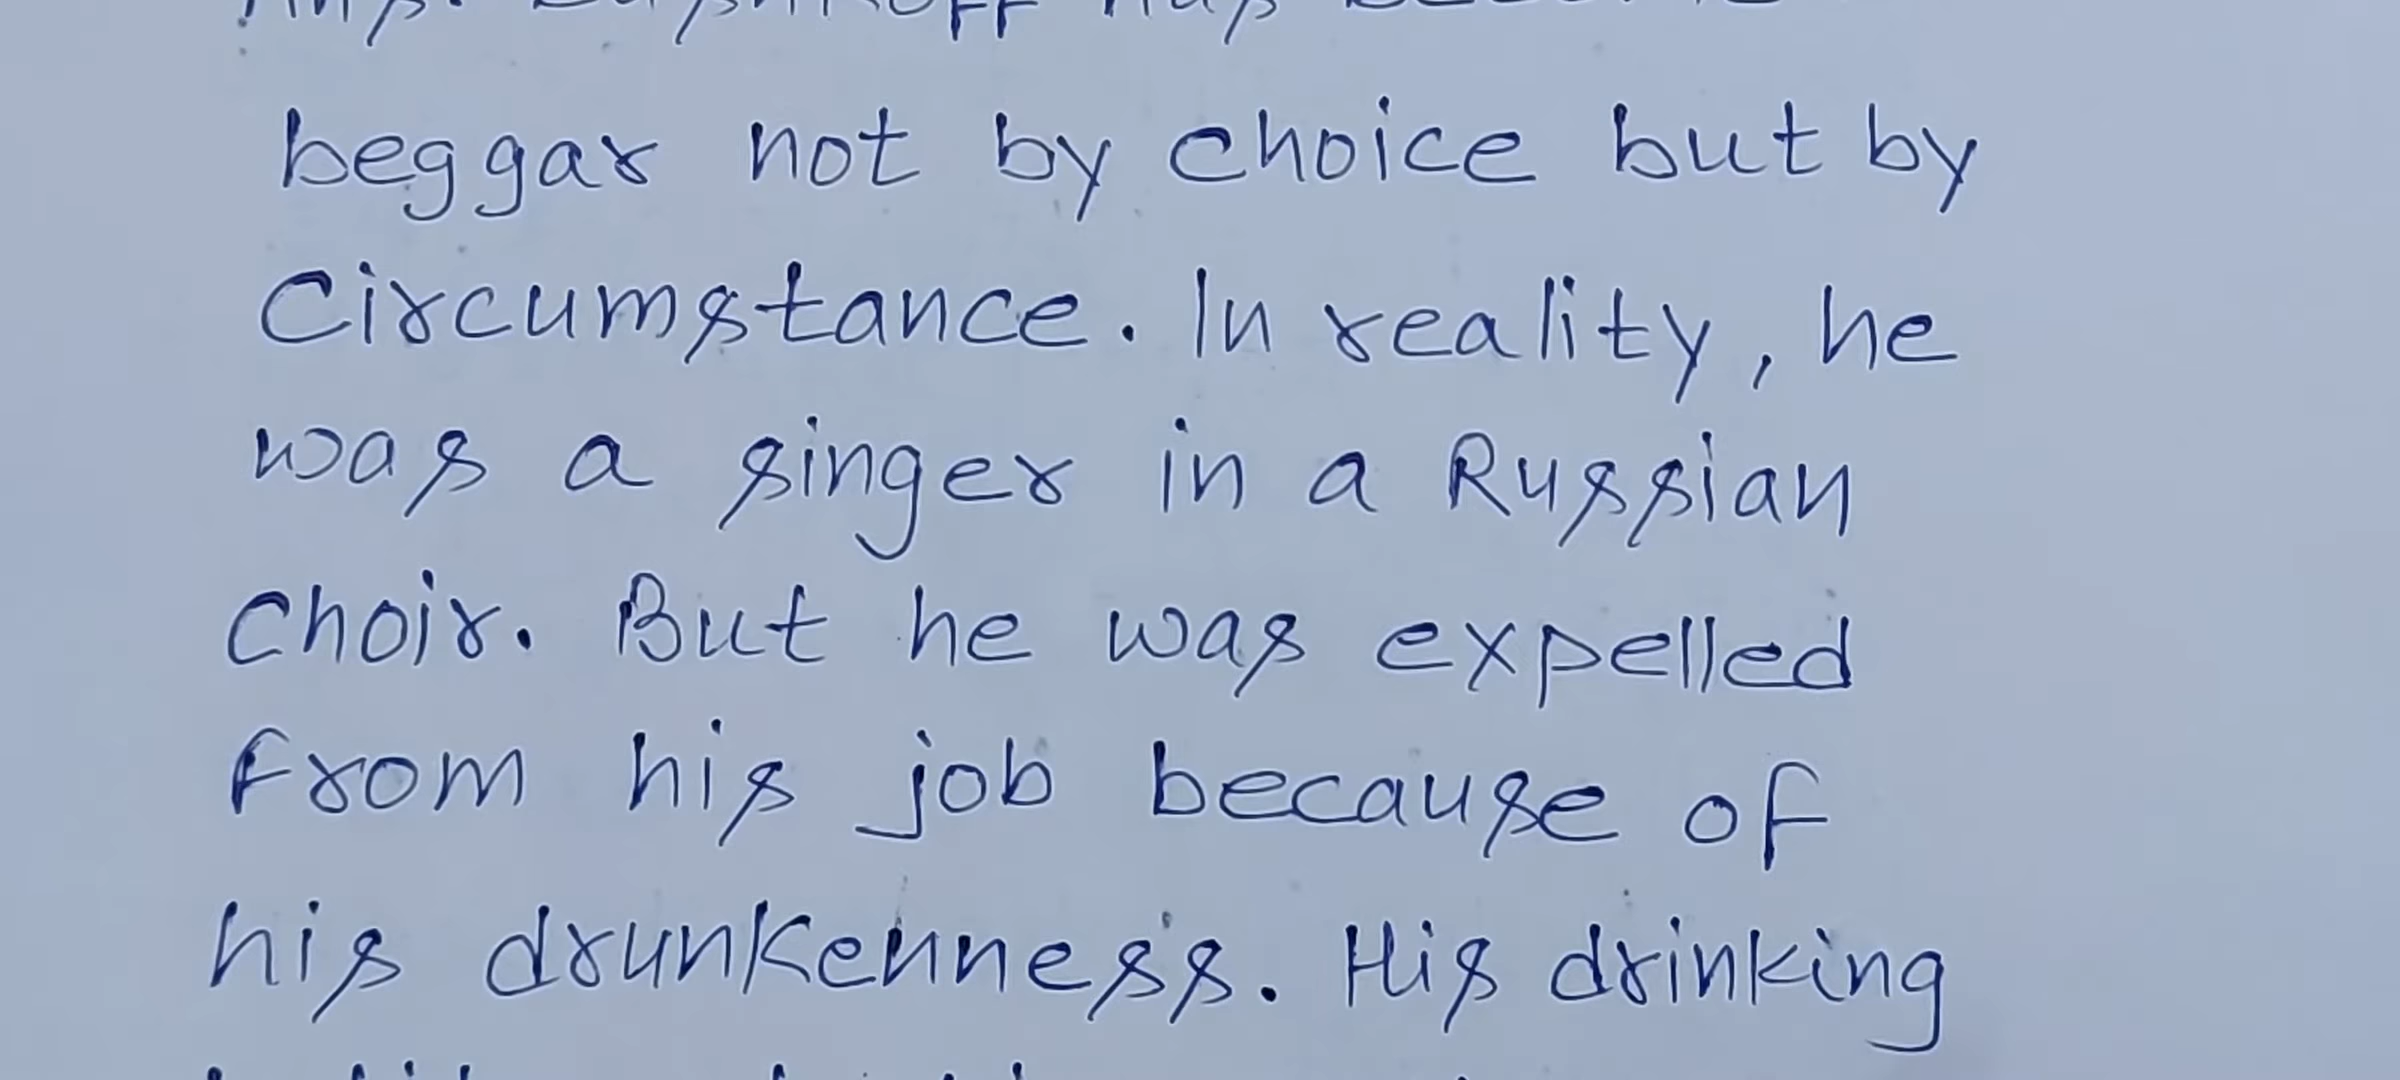 beggar not by choice but by
Circumstance. In reality, he
was a singer in a Russian
choir. But he was expelled
from his job because of
his drunkenness. His drinking